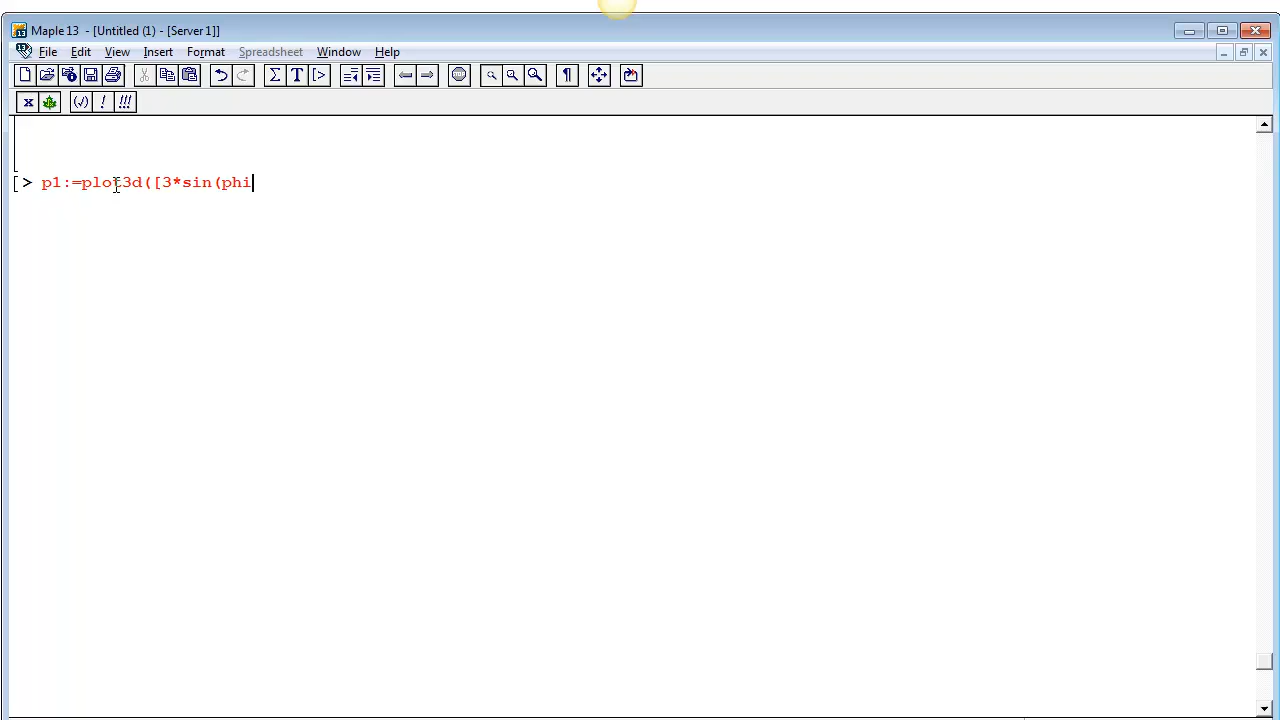 Maple 13 - [Untitled (1) - [Server 1]]
File Edit View Insert Format Spreadsheet Window Help
> p1:=plot3d([3*sin(phi